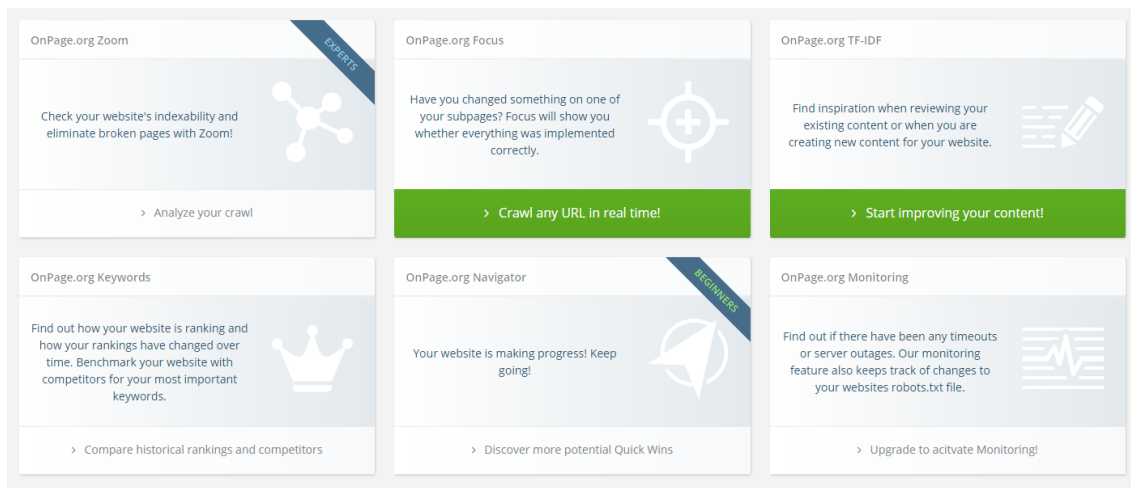 OnPage.org Zoom
EXPERTS
Check your website's indexability and
eliminate broken pages with Zoom!
› Analyze your crawl
OnPage.org Focus
Have you changed something on one of
your subpages? Focus will show you
whether everything was implemented
correctly.
› Crawl any URL in real time!
OnPage.org TF-IDF
Find inspiration when reviewing your
existing content or when you are
creating new content for your website.
› Start improving your content!
OnPage.org Keywords
Find out how your website is ranking and
how your rankings have changed over
time. Benchmark your website with
competitors for your most important
keywords.
› Compare historical rankings and competitors
OnPage.org Navigator
BEGINNERS
Your website is making progress! Keep
going!
› Discover more potential Quick Wins
OnPage.org Monitoring
Find out if there have been any timeouts
or server outages. Our monitoring
feature also keeps track of changes to
your websites robots.txt file.
› Upgrade to acitvate Monitoring!